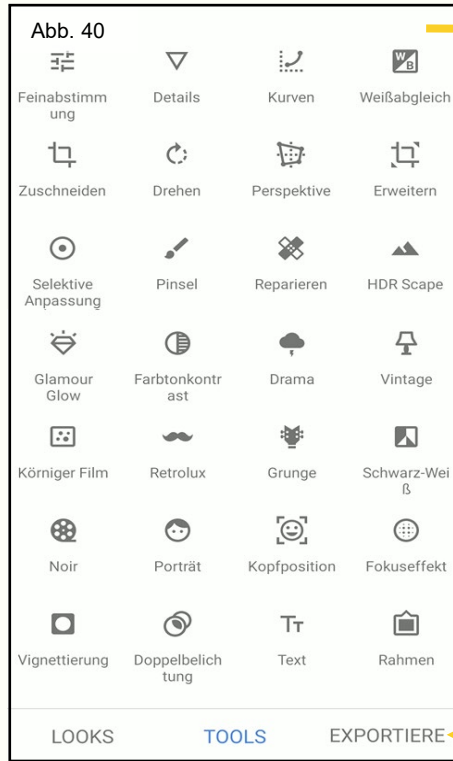 Abb. 40
W
B
Feinabstimm
ung
Details
Kurven
Weißabgleich
Zuschneiden
Drehen
Perspektive
Erweitern
Selektive
Anpassung
Pinsel
Reparieren
HDR Scape
Glamour
Glow
Farbtonkontr
ast
Drama
Vintage
Körniger Film
Retrolux
Grunge
Schwarz-Wei
ß
Noir
Porträt
Kopfposition
Fokuseffekt
Vignettierung
Doppelbelich
tung
TT
Text
Rahmen
LOOKS
TOOLS
EXPORTIERE